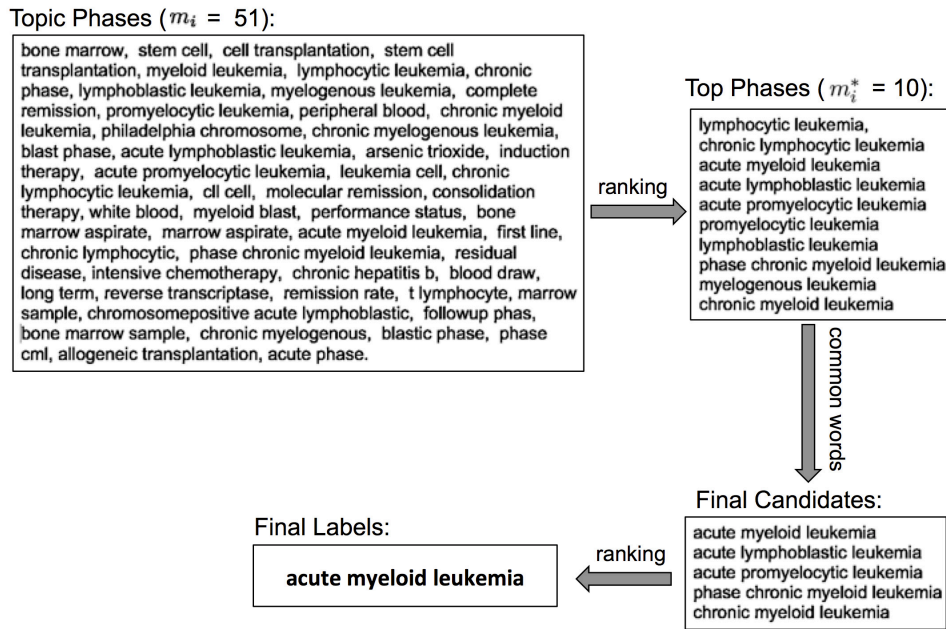 Topic Phases (mᵢ = 51):
bone marrow, stem cell, cell transplantation, stem cell
transplantation, myeloid leukemia, lymphocytic leukemia, chronic
phase, lymphoblastic leukemia, myelogenous leukemia, complete
remission, promyelocytic leukemia, peripheral blood, chronic myeloid
leukemia, philadelphia chromosome, chronic myelogenous leukemia,
blast phase, acute lymphoblastic leukemia, arsenic trioxide, induction
therapy, acute promyelocytic leukemia, leukemia cell, chronic
lymphocytic leukemia, cll cell, molecular remission, consolidation
therapy, white blood, myeloid blast, performance status, bone
marrow aspirate, marrow aspirate, acute myeloid leukemia, first line,
chronic lymphocytic, phase chronic myeloid leukemia, residual
disease, intensive chemotherapy, chronic hepatitis b, blood draw,
long term, reverse transcriptase, remission rate, t lymphocyte, marrow
sample, chromosomepositive acute lymphoblastic, followup phas,
bone marrow sample, chronic myelogenous, blastic phase, phase
cml, allogeneic transplantation, acute phase.
ranking
Top Phases (mᵢ* = 10):
lymphocytic leukemia,
chronic lymphocytic leukemia
acute myeloid leukemia
acute lymphoblastic leukemia
acute promyelocytic leukemia
promyelocytic leukemia
lymphoblastic leukemia
phase chronic myeloid leukemia
myelogenous leukemia
chronic myeloid leukemia
common words
Final Candidates:
acute myeloid leukemia
acute lymphoblastic leukemia
acute promyelocytic leukemia
phase chronic myeloid leukemia
chronic myeloid leukemia
ranking
Final Labels:
acute myeloid leukemia